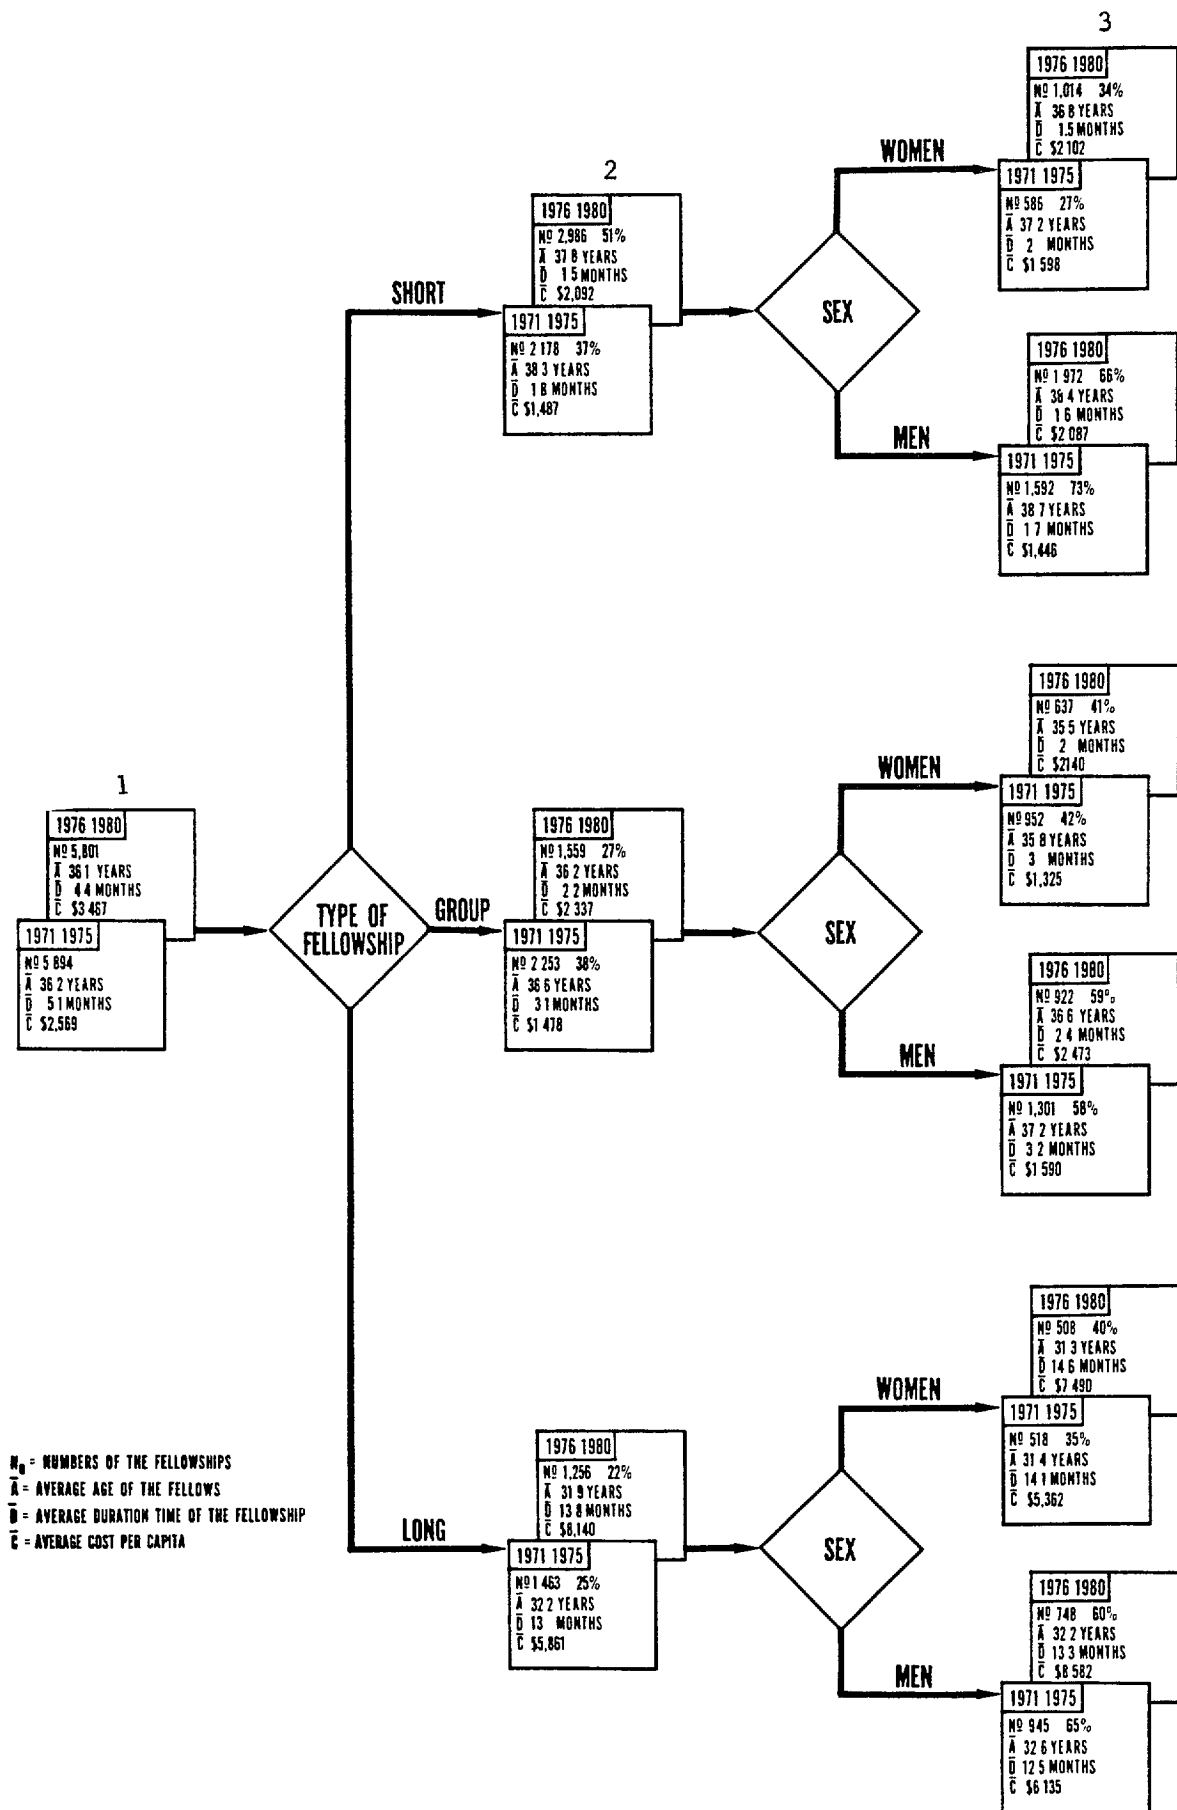 1
1976 1980
Nº 5,801
A 36 1 YEARS
D 4 4 MONTHS
C $3 467
1971 1975
Nº 5 894
A 36 2 YEARS
D 5 1 MONTHS
C $2,569
TYPE OF
FELLOWSHIP
SHORT
GROUP
LONG
2
1976 1980
Nº 2,986 51%
A 37 8 YEARS
D 1 5 MONTHS
C $2,092
1971 1975
Nº 2 178 37%
A 38 3 YEARS
D 1 8 MONTHS
C $1,487
1976 1980
Nº 1,559 27%
A 36 2 YEARS
D 2 2 MONTHS
C $2 337
1971 1975
Nº 2 253 38%
A 36 6 YEARS
D 3 1 MONTHS
C $1 478
1976 1980
Nº 1,256 22%
A 31 9 YEARS
D 13 8 MONTHS
C $8,140
1971 1975
Nº 1 463 25%
A 32 2 YEARS
D 13 MONTHS
C $5,861
SEX
WOMEN
MEN
SEX
WOMEN
MEN
SEX
WOMEN
MEN
3
1976 1980
Nº 1,014 34%
A 36 8 YEARS
D 1.5 MONTHS
C $2 102
1971 1975
Nº 586 27%
A 37 2 YEARS
D 2 MONTHS
C $1 598
1976 1980
Nº 1 972 66%
A 38 4 YEARS
D 1 6 MONTHS
C $2 087
1971 1975
Nº 1,592 73%
A 38 7 YEARS
D 1 7 MONTHS
C $1,446
1976 1980
Nº 637 41%
A 35 5 YEARS
D 2 MONTHS
C $2140
1971 1975
Nº 952 42%
A 35 8 YEARS
D 3 MONTHS
C $1,325
1976 1980
Nº 922 59%
A 36 6 YEARS
D 2 4 MONTHS
C $2 473
1971 1975
Nº 1,301 58%
A 37 2 YEARS
D 3 2 MONTHS
C $1 590
1976 1980
Nº 508 40%
A 31 3 YEARS
D 14 6 MONTHS
C $7 490
1971 1975
Nº 518 35%
A 31 4 YEARS
D 14 1 MONTHS
C $5,362
1976 1980
Nº 748 60%
A 32 2 YEARS
D 13 3 MONTHS
C $8 582
1971 1975
Nº 945 65%
A 32 6 YEARS
D 12 5 MONTHS
C $6 135
Nº = NUMBERS OF THE FELLOWSHIPS
A = AVERAGE AGE OF THE FELLOWS
D = AVERAGE DURATION TIME OF THE FELLOWSHIP
C = AVERAGE COST PER CAPITA